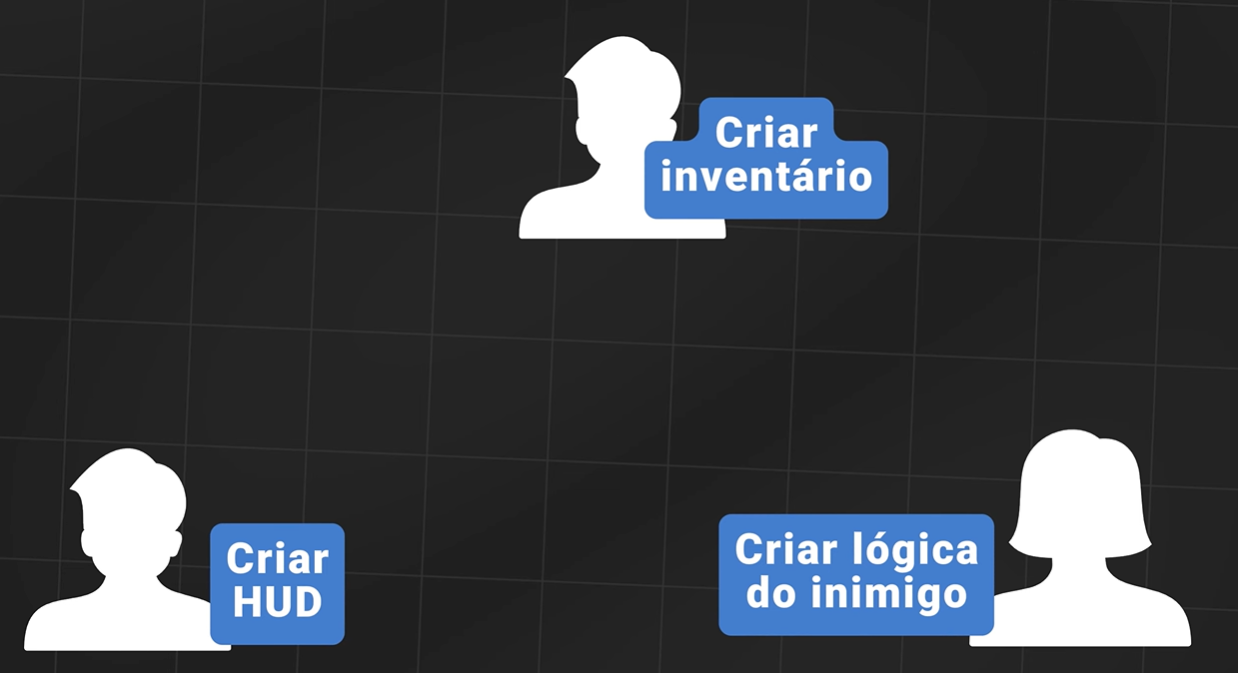 Criar
inventário
Criar
HUD
Criar lógica
do inimigo